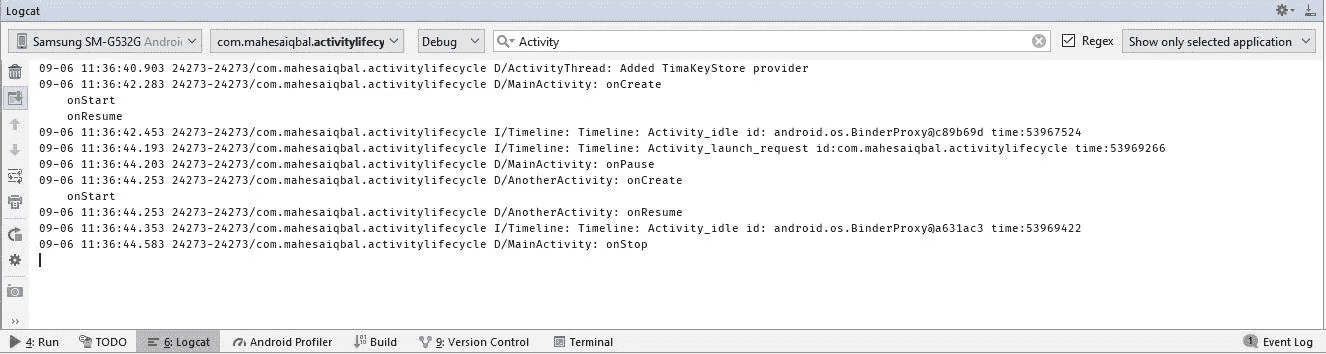 Logcat
Samsung SM-G532G Android com.mahesaiqbal.activitylifecy Debug Activity Regex Show only selected application
09-06 11:36:40.903 24273-24273/com.mahesaiqbal.activitylifecycle D/ActivityThread: Added TimaKeyStore provider
09-06 11:36:42.283 24273-24273/com.mahesaiqbal.activitylifecycle D/MainActivity: onCreate
onStart
onResume
09-06 11:36:42.453 24273-24273/com.mahesaiqbal.activitylifecycle I/Timeline: Timeline: Activity_idle id: android.os.BinderProxy@c89b69d time:53967524
09-06 11:36:44.193 24273-24273/com.mahesaiqbal.activitylifecycle I/Timeline: Timeline: Activity_launch_request id:com.mahesaiqbal.activitylifecycle time:53969266
09-06 11:36:44.203 24273-24273/com.mahesaiqbal.activitylifecycle D/MainActivity: onPause
09-06 11:36:44.253 24273-24273/com.mahesaiqbal.activitylifecycle D/AnotherActivity: onCreate
onStart
09-06 11:36:44.253 24273-24273/com.mahesaiqbal.activitylifecycle D/AnotherActivity: onResume
09-06 11:36:44.353 24273-24273/com.mahesaiqbal.activitylifecycle I/Timeline: Timeline: Activity_idle id: android.os.BinderProxy@a631ac3 time:53969422
09-06 11:36:44.583 24273-24273/com.mahesaiqbal.activitylifecycle D/MainActivity: onStop
4: Run TODO 6: Logcat Android Profiler Build 9: Version Control Terminal 1 Event Log